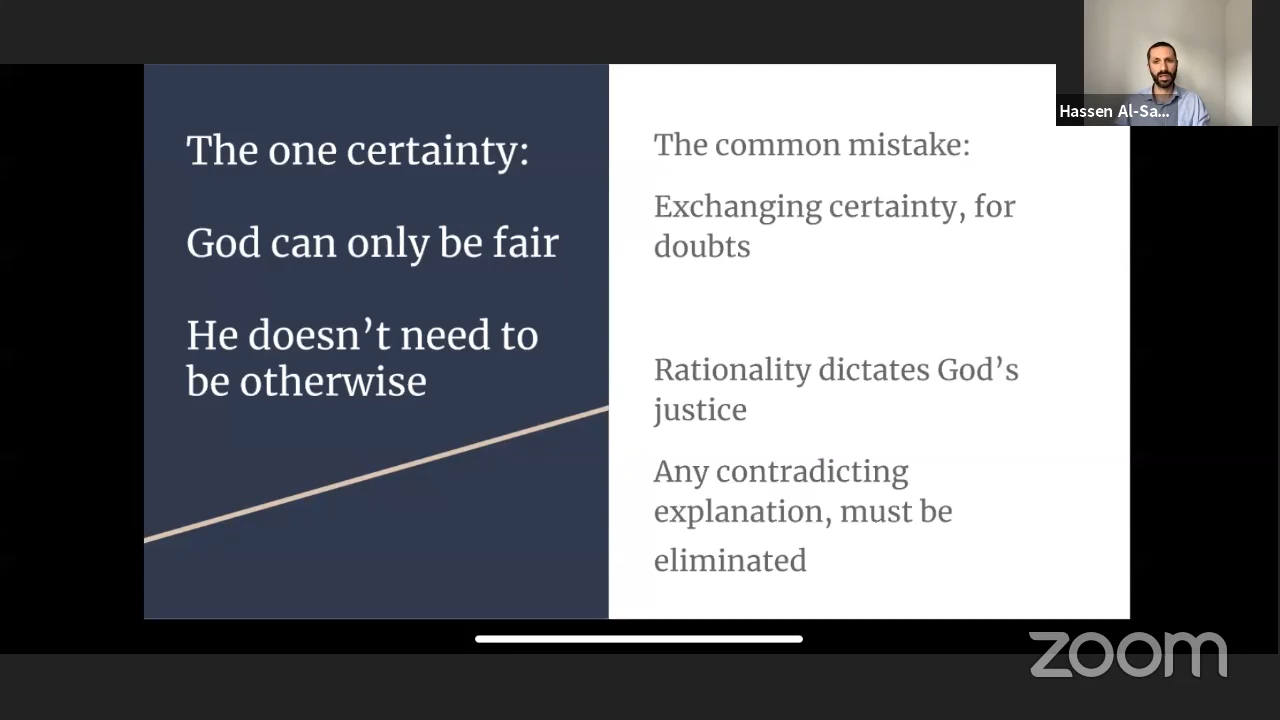 The one certainty:
God can only be fair
He doesn’t need to
be otherwise
The common mistake:
Exchanging certainty, for
doubts
Rationality dictates God’s
justice
Any contradicting
explanation, must be
eliminated
Hassen Al-Sa...
zoom